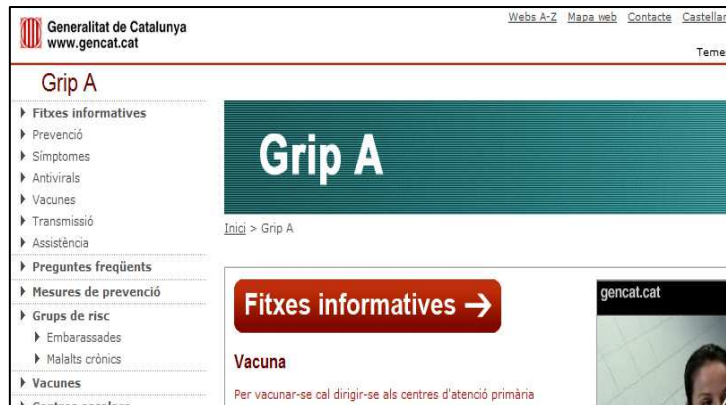 Generalitat de Catalunya
www.gencat.cat
Webs A-Z Mapa web Contacte
Grip A
Fitxes informatives
Prevenció
Símptomes
Antivirals
Vacunes
Transmissió
Assistència
Preguntes freqüents
Mesures de prevenció
Grups de risc
Embarassades
Malalts crònics
Vacunes
Grip A
Inici > Grip A
Fitxes informatives →
Vacuna
Per vacunar-se cal dirigir-se als centres d'atenció primària
gencat.cat